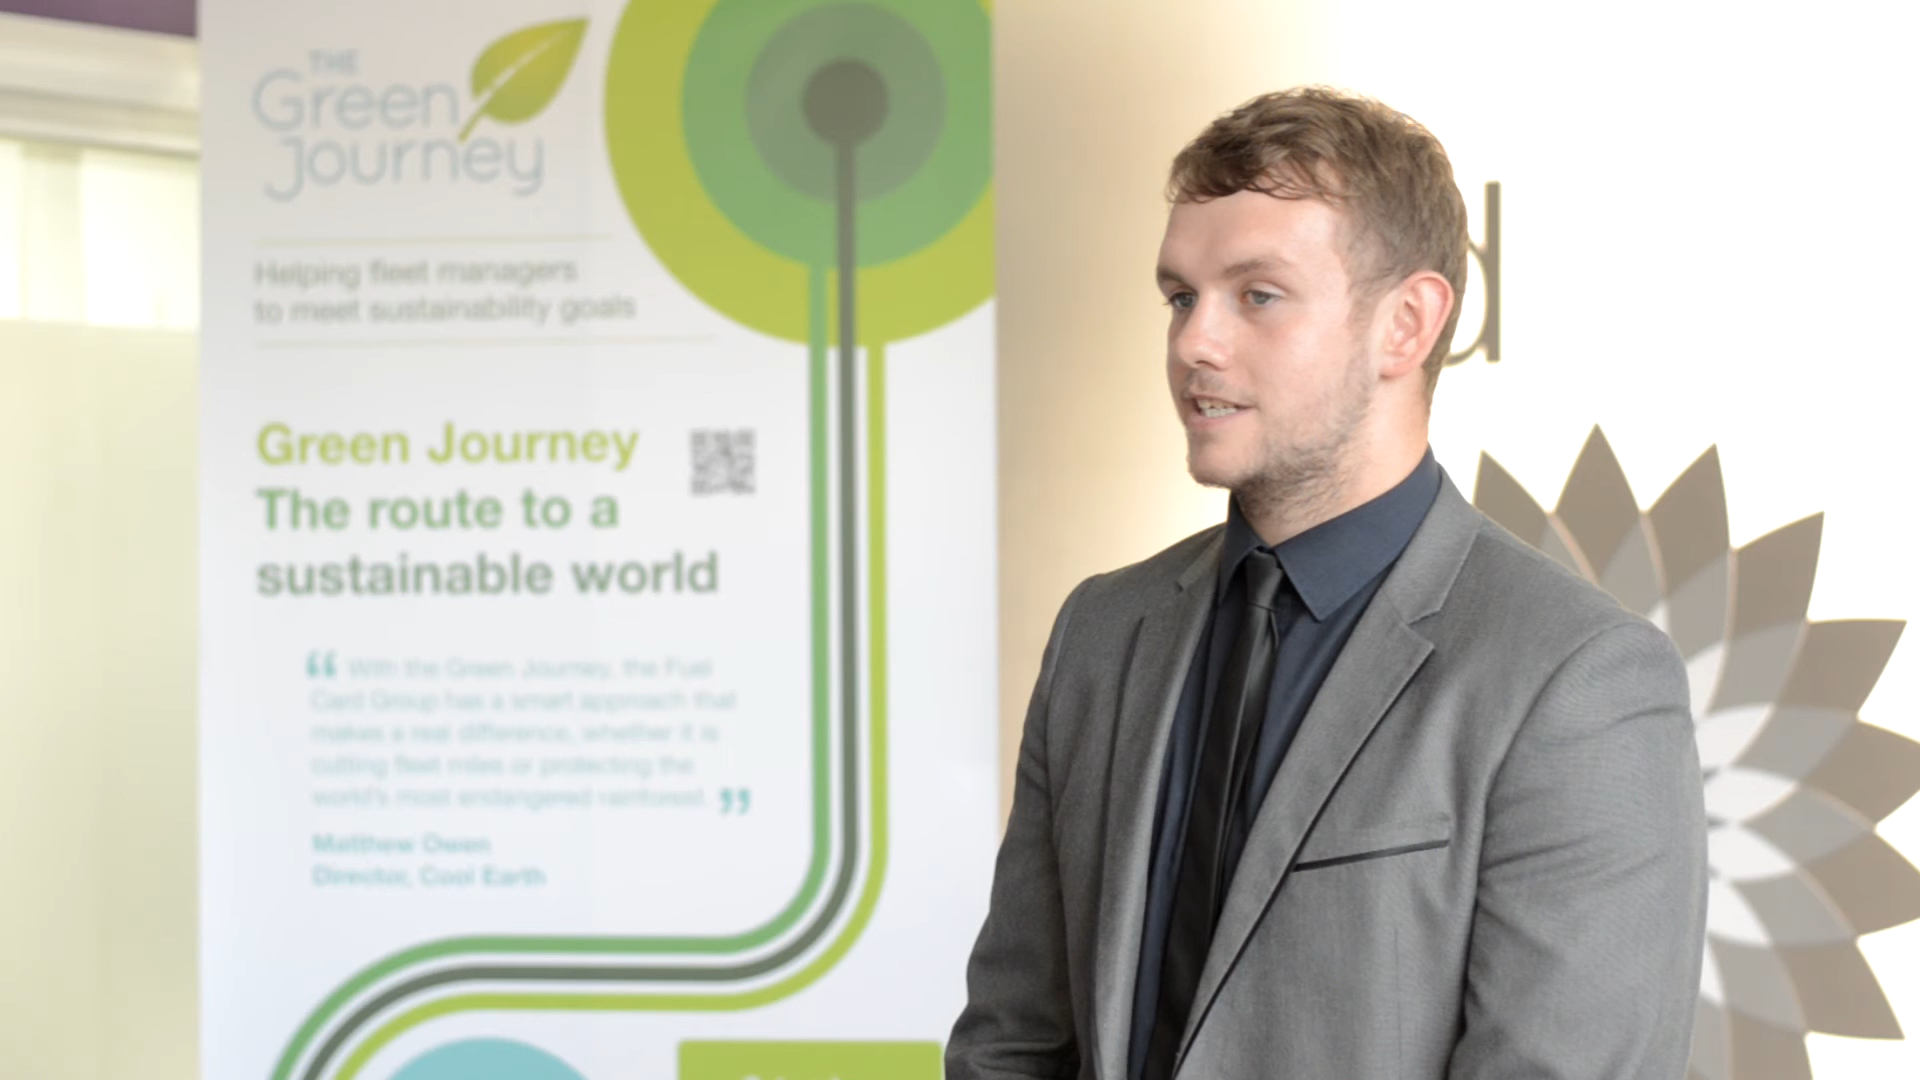 THE
Green
Journey
Helping fleet managers
to meet sustainability goals
Green Journey
The route to a
sustainable world
“ With the Green Journey, the Fuel
Card Group has a smart approach that
makes a real difference, whether it is
cutting fleet miles or protecting the
world's most endangered rainforest. ”
Matthew Owen
Director, Cool Earth
d